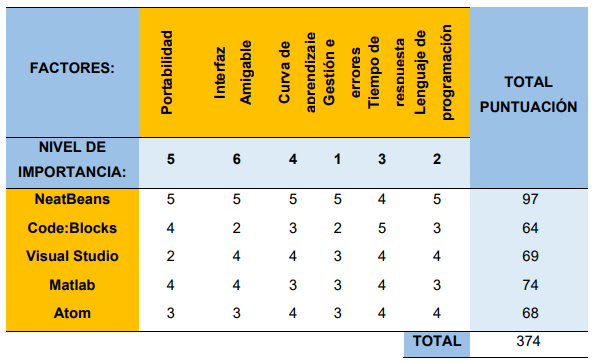 FACTORES:
Portabilidad
Interfaz
Amigable
Curva de
aprendizaje
Gestión e
errores
Tiempo de
respuesta
Lenguaje de
programación
TOTAL
PUNTUACIÓN
NIVEL DE
IMPORTANCIA:
5 6 4 1 3 2
NeatBeans 5 5 5 5 4 5 97
Code:Blocks 4 2 3 2 5 3 64
Visual Studio 2 4 4 3 4 4 69
Matlab 4 4 3 3 4 3 74
Atom 3 3 4 3 4 4 68
TOTAL 374